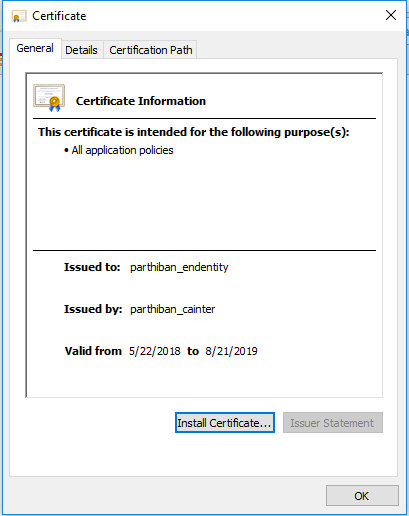 Certificate
General Details Certification Path
Certificate Information
This certificate is intended for the following purpose(s):
• All application policies
Issued to: parthiban_endentity
Issued by: parthiban_cainter
Valid from 5/22/2018 to 8/21/2019
Install Certificate... Issuer Statement
OK